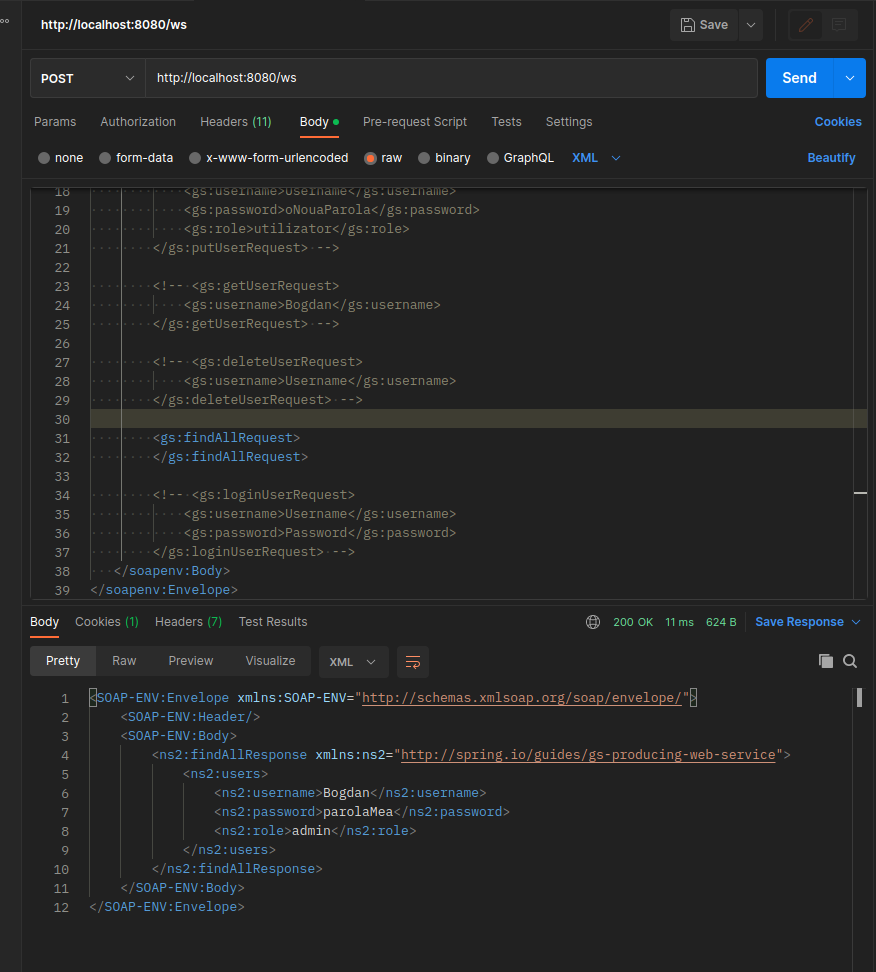 http://localhost:8080/ws
Save
POST
http://localhost:8080/ws
Send
Params Authorization Headers (11) Body Pre-request Script Tests Settings Cookies
none form-data x-www-form-urlencoded raw binary GraphQL XML Beautify
18 <gs:username>Username</gs:username>
19 <gs:password>oNouaParola</gs:password>
20 <gs:role>utilizator</gs:role>
21 </gs:putUserRequest> -->
22
23 <!-- <gs:getUserRequest>
24 <gs:username>Bogdan</gs:username>
25 </gs:getUserRequest> -->
26
27 <!-- <gs:deleteUserRequest>
28 <gs:username>Username</gs:username>
29 </gs:deleteUserRequest> -->
30
31 <gs:findAllRequest>
32 </gs:findAllRequest>
33
34 <!-- <gs:loginUserRequest>
35 <gs:username>Username</gs:username>
36 <gs:password>Password</gs:password>
37 </gs:loginUserRequest> -->
38 </soapenv:Body>
39 </soapenv:Envelope>
Body Cookies (1) Headers (7) Test Results 200 OK 11 ms 624 B Save Response
Pretty Raw Preview Visualize XML
1 <SOAP-ENV:Envelope xmlns:SOAP-ENV="http://schemas.xmlsoap.org/soap/envelope/">
2 <SOAP-ENV:Header/>
3 <SOAP-ENV:Body>
4 <ns2:findAllResponse xmlns:ns2="http://spring.io/guides/gs-producing-web-service">
5 <ns2:users>
6 <ns2:username>Bogdan</ns2:username>
7 <ns2:password>parolaMea</ns2:password>
8 <ns2:role>admin</ns2:role>
9 </ns2:users>
10 </ns2:findAllResponse>
11 </SOAP-ENV:Body>
12 </SOAP-ENV:Envelope>